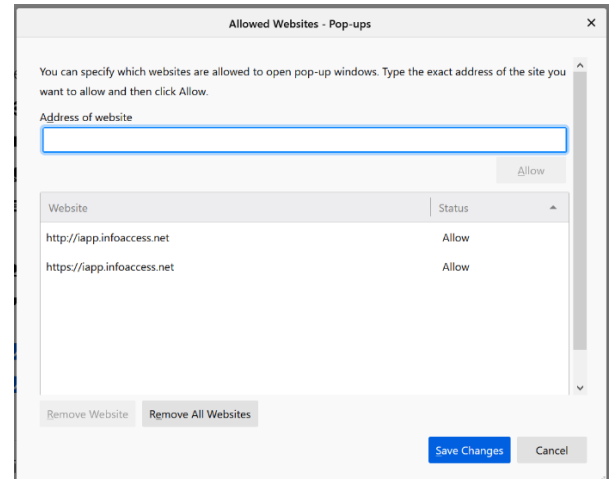 Allowed Websites - Pop-ups
You can specify which websites are allowed to open pop-up windows. Type the exact address of the site you
want to allow and then click Allow.
Address of website
Allow
Website Status
http://iapp.infoaccess.net Allow
https://iapp.infoaccess.net Allow
Remove Website Remove All Websites
Save Changes Cancel